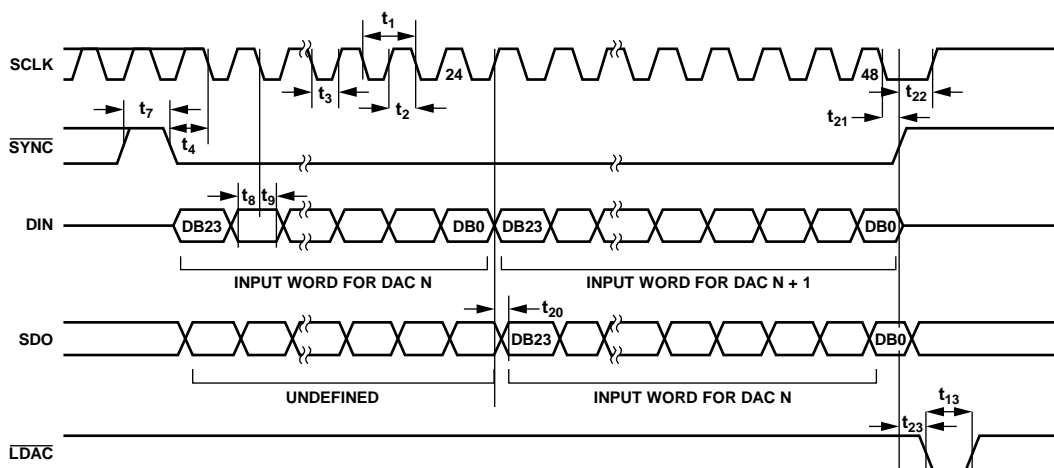 t1
SCLK
24
48
t3
t2
t22
t21
t7
t4
SYNC
t8 t9
DIN
DB23
DB0
DB23
DB0
INPUT WORD FOR DAC N
INPUT WORD FOR DAC N + 1
t20
SDO
DB23
DB0
UNDEFINED
INPUT WORD FOR DAC N
t13
t23
LDAC